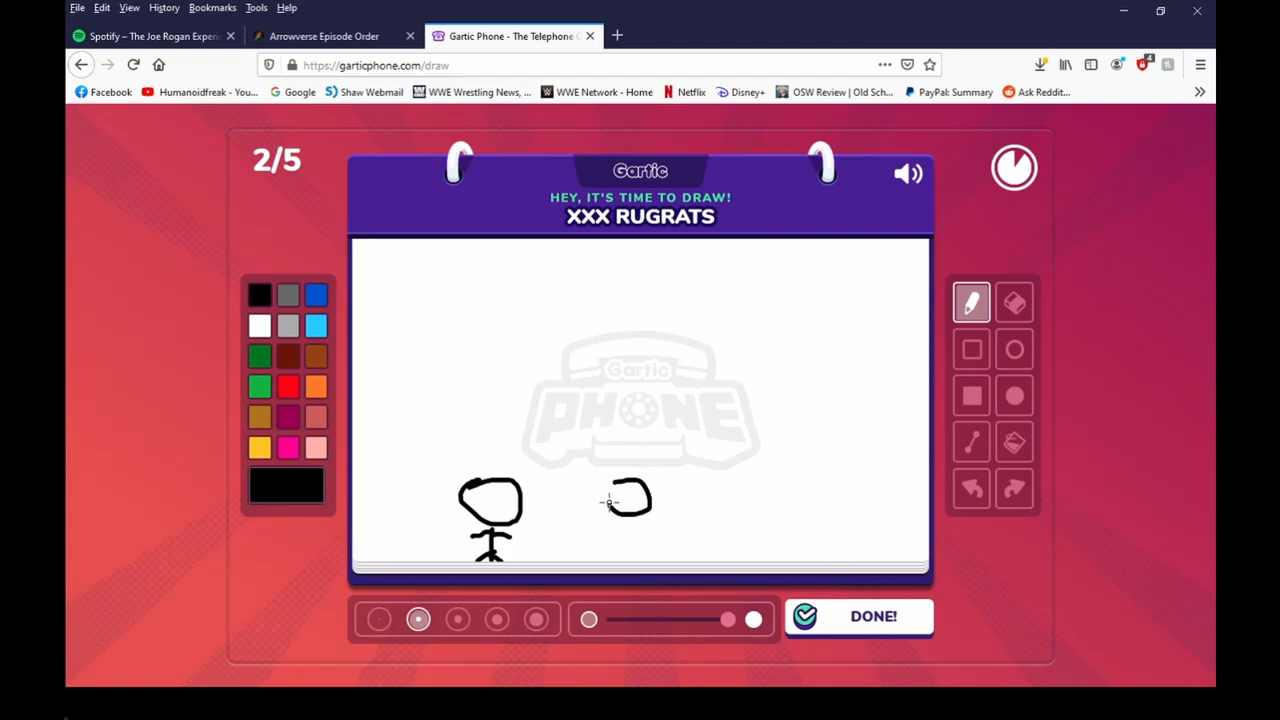 File Edit View History Bookmarks Tools Help
Spotify – The Joe Rogan Experi Arrowverse Episode Order Gartic Phone - The Telephone G
https://garticphone.com/draw
4
Facebook Humanoidfreak - You... Google Shaw Webmail WWE Wrestling News, ... WWE Network - Home Netflix Disney+ OSW Review | Old Sch... PayPal: Summary Ask Reddit...
2/5
Gartic
HEY, IT'S TIME TO DRAW!
XXX RUGRATS
Gartic
PHONE
DONE!